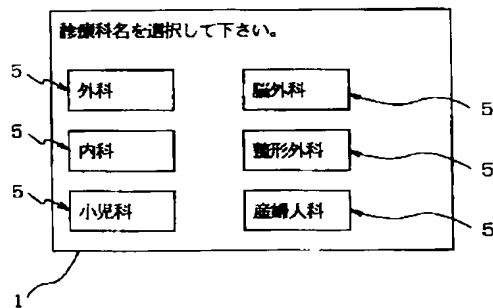 診療科名を選択して下さい。
5 外科 脳外科 5
5 内科 整形外科 5
5 小児科 産婦人科 5
1